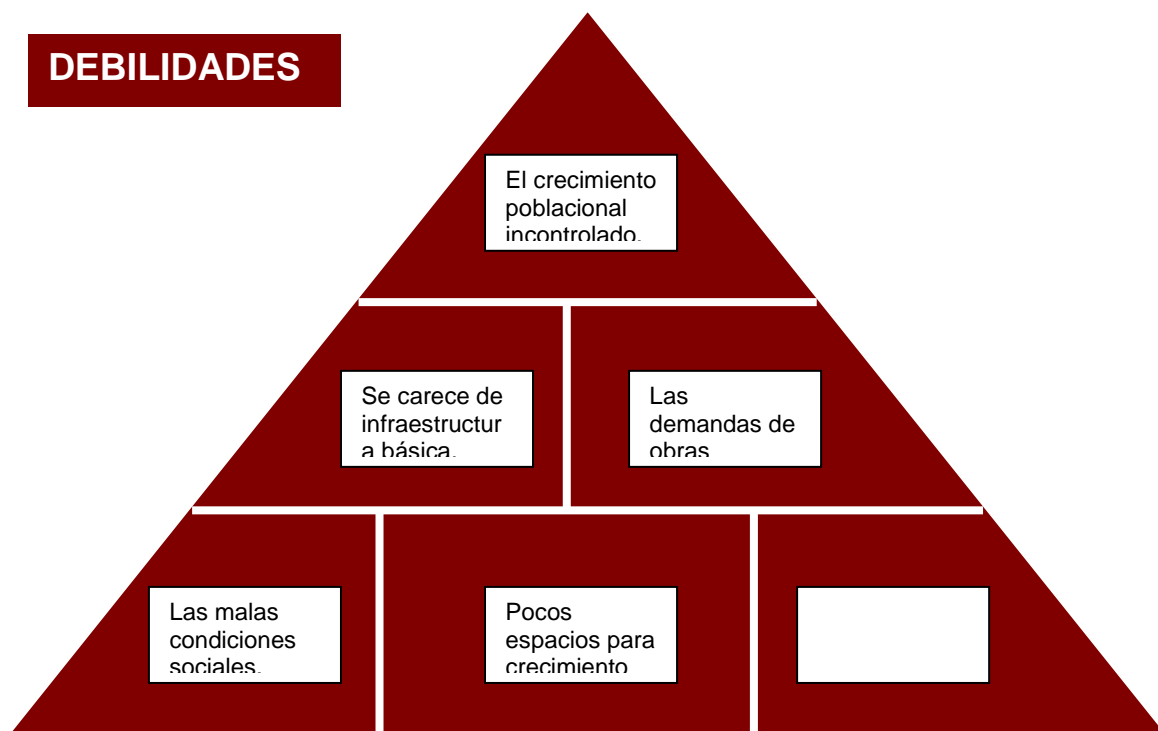 DEBILIDADES
El crecimiento
poblacional
incontrolado.
Se carece de
infraestructur
a básica.
Las
demandas de
obras
Las malas
condiciones
sociales.
Pocos
espacios para
crecimiento